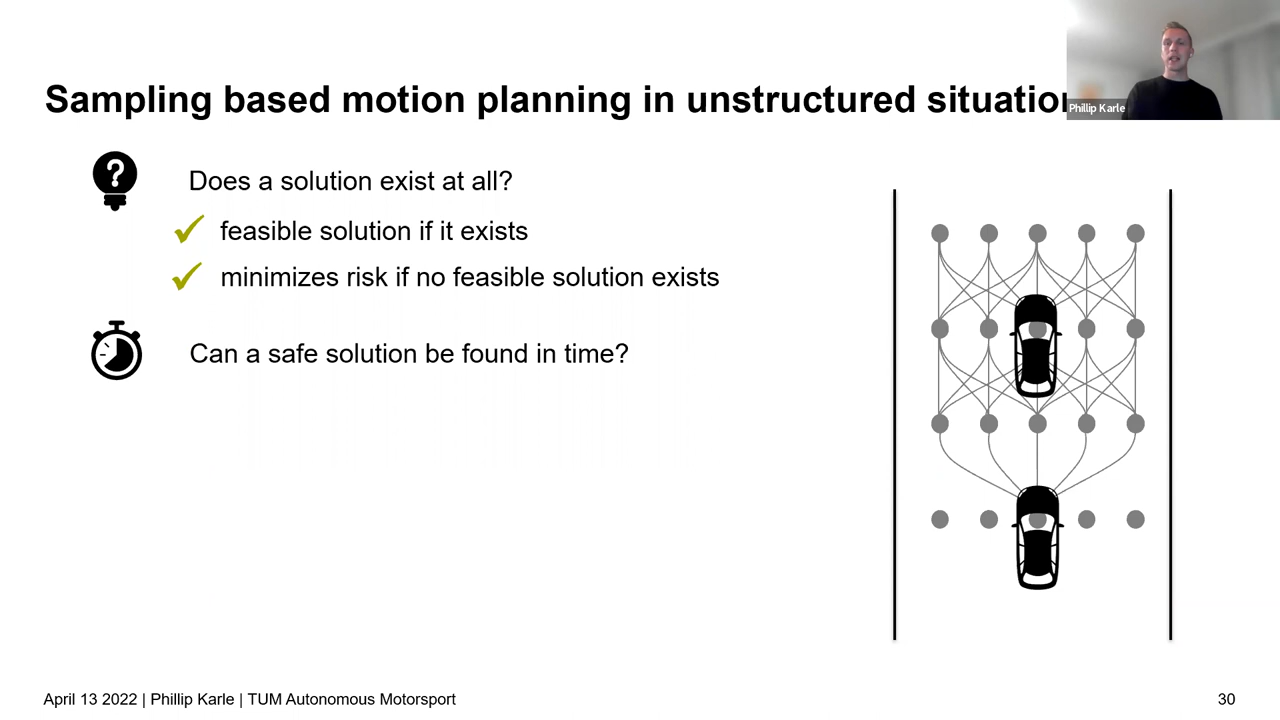 Sampling based motion planning in unstructured situation
Phillip Karle
?
Does a solution exist at all?
feasible solution if it exists
minimizes risk if no feasible solution exists
Can a safe solution be found in time?
April 13 2022 | Phillip Karle | TUM Autonomous Motorsport
30